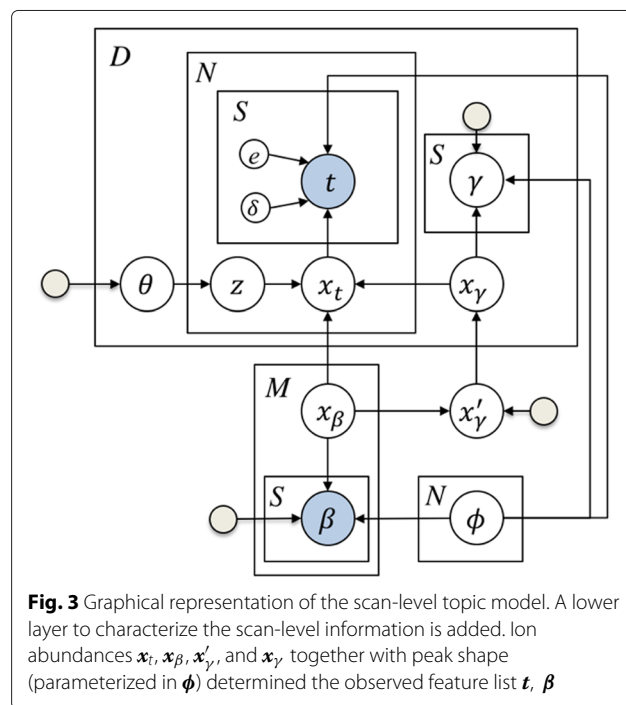 D
N
S
e
t
δ
S
γ
θ
z
x_t
x_γ
M
x_β
x′_γ
S
β
N
ϕ
Fig. 3 Graphical representation of the scan-level topic model. A lower
layer to characterize the scan-level information is added. Ion
abundances x_t, x_β, x′_γ, and x_γ together with peak shape
(parameterized in ϕ) determined the observed feature list t, β